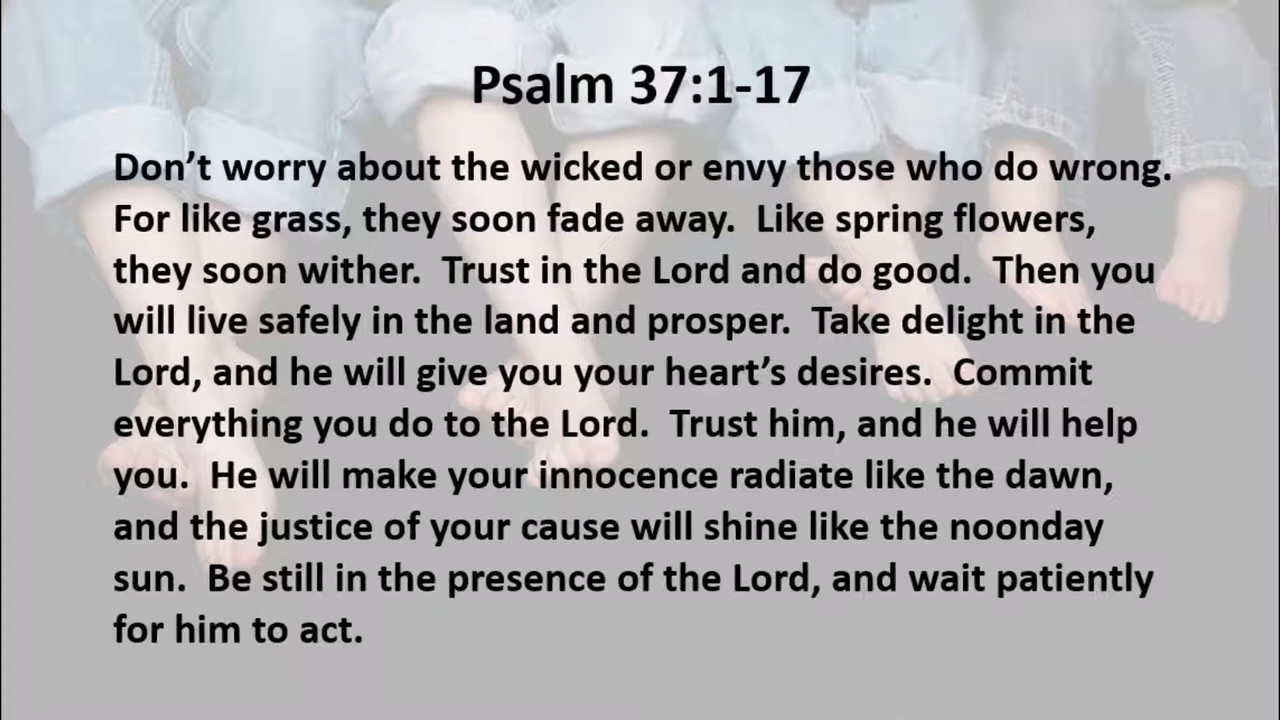 Psalm 37:1-17
Don’t worry about the wicked or envy those who do wrong.
For like grass, they soon fade away.  Like spring flowers,
they soon wither.  Trust in the Lord and do good.  Then you
will live safely in the land and prosper.  Take delight in the
Lord, and he will give you your heart’s desires.  Commit
everything you do to the Lord.  Trust him, and he will help
you.  He will make your innocence radiate like the dawn,
and the justice of your cause will shine like the noonday
sun.  Be still in the presence of the Lord, and wait patiently
for him to act.